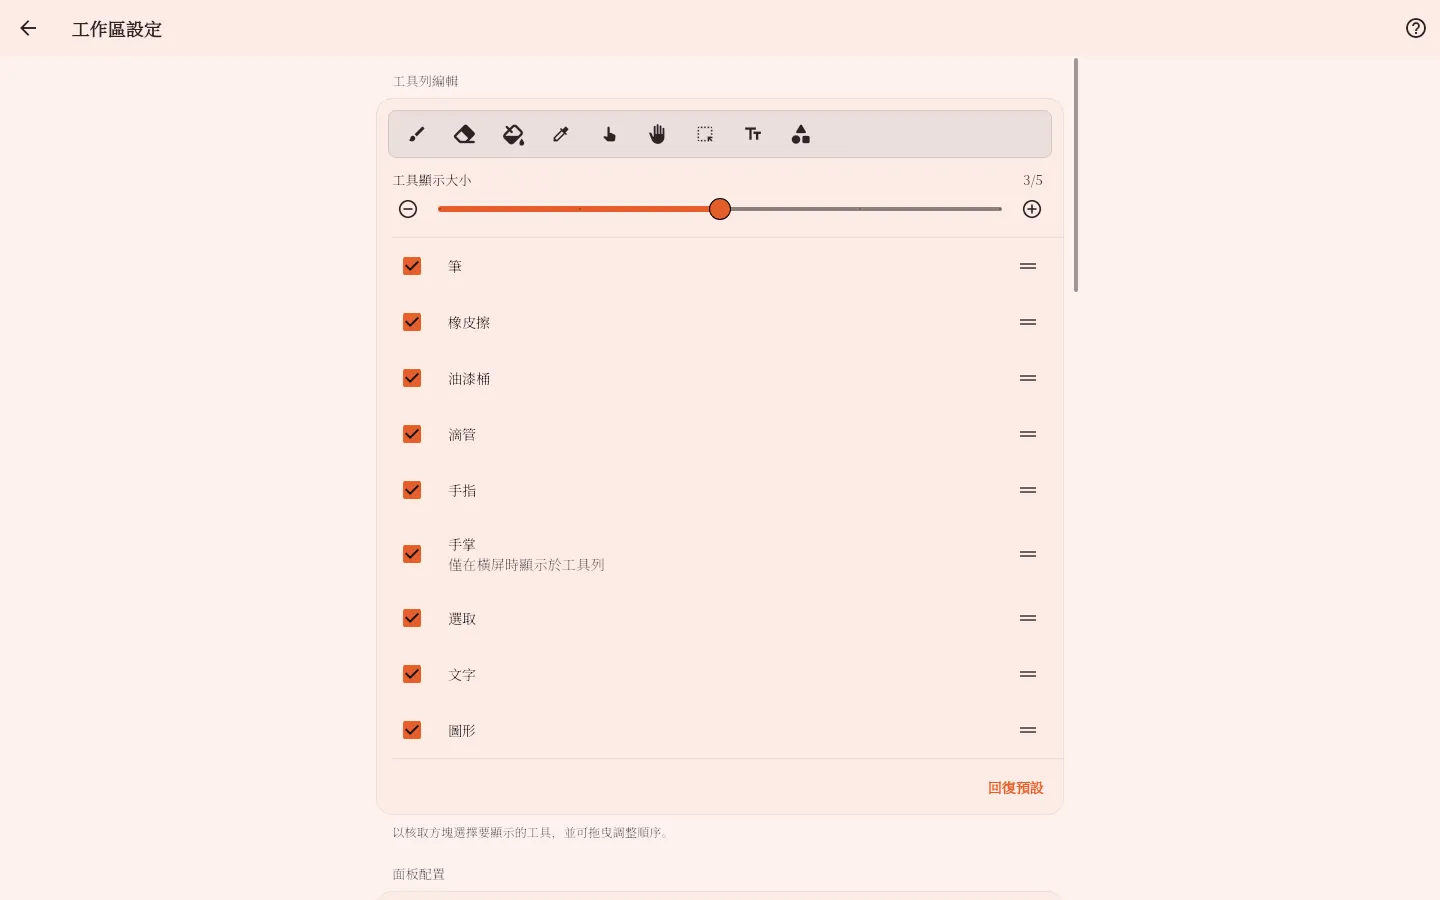 工作區設定
工具列編輯
工具顯示大小
3/5
筆
橡皮擦
油漆桶
滴管
手指
手掌
僅在橫屏時顯示於工具列
選取
文字
圖形
回復預設
以核取方塊選擇要顯示的工具，並可拖曳調整順序。
面板配置